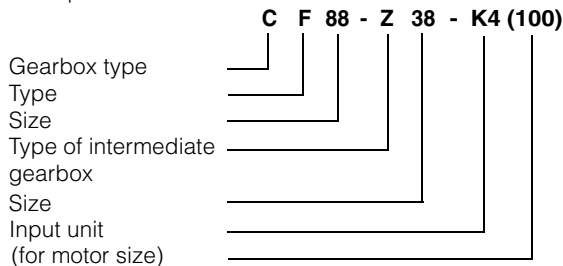 C F 88 - Z 38 - K4 (100)
Gearbox type
Type
Size
Type of intermediate
gearbox
Size
Input unit
(for motor size)